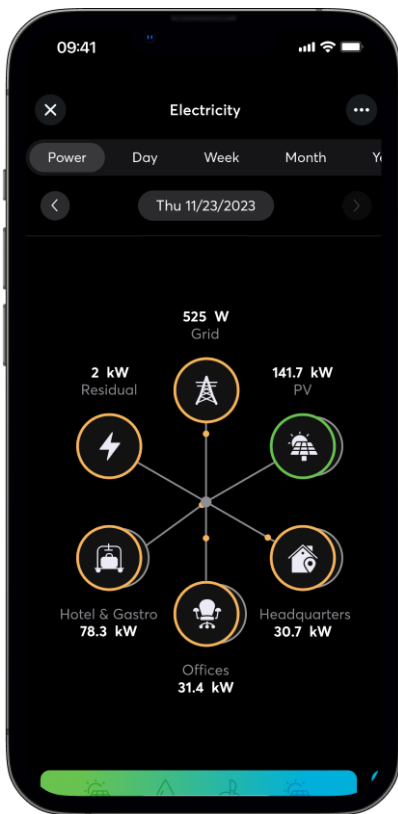 09:41
Electricity
Power Day Week Month
Thu 11/23/2023
525 W
Grid
2 kW
Residual
141.7 kW
PV
Hotel & Gastro
78.3 kW
Headquarters
30.7 kW
Offices
31.4 kW